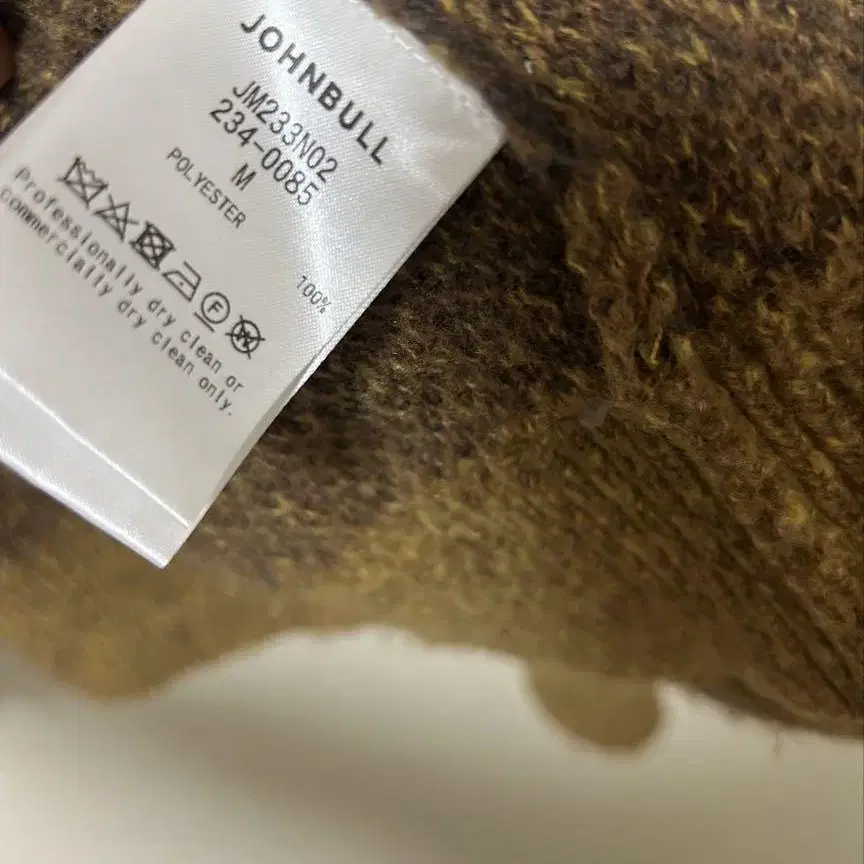 JOHNBULL
JM233N02
234-0085
M
POLYESTER
100%
F
W
Professionally dry clean or
commercially dry clean only.